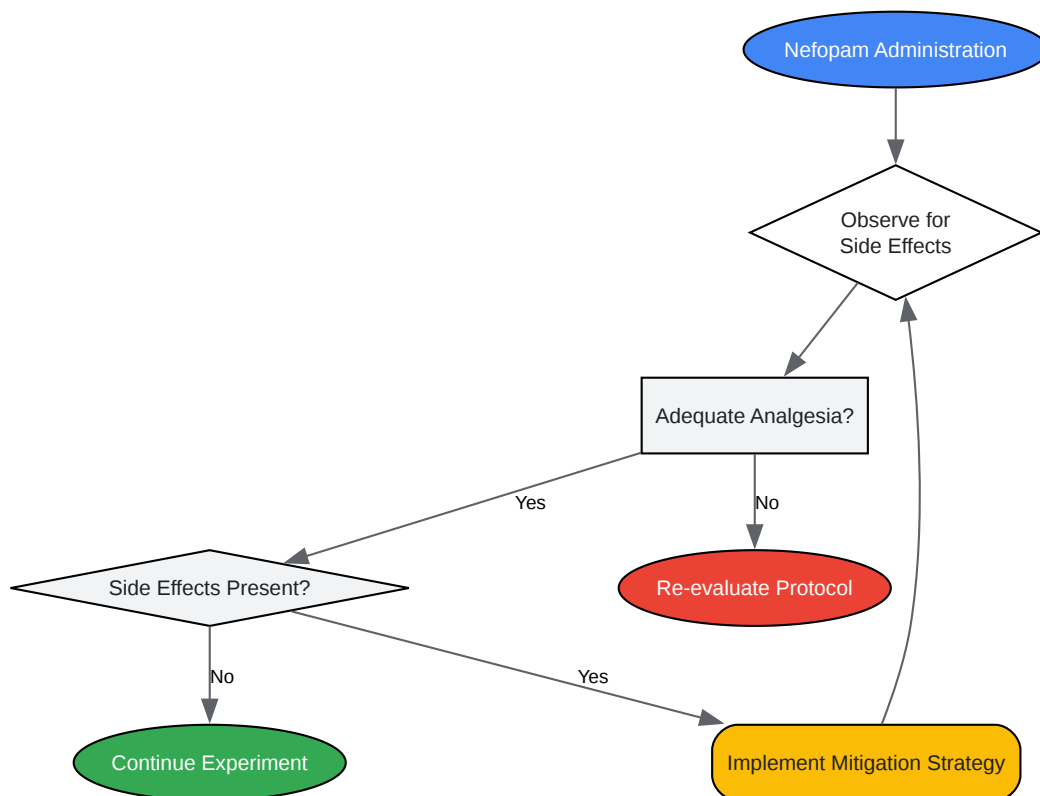 Nefopam Administration
Observe for
Side Effects
Adequate Analgesia?
Yes
No
Side Effects Present?
Re-evaluate Protocol
No
Yes
Continue Experiment
Implement Mitigation Strategy